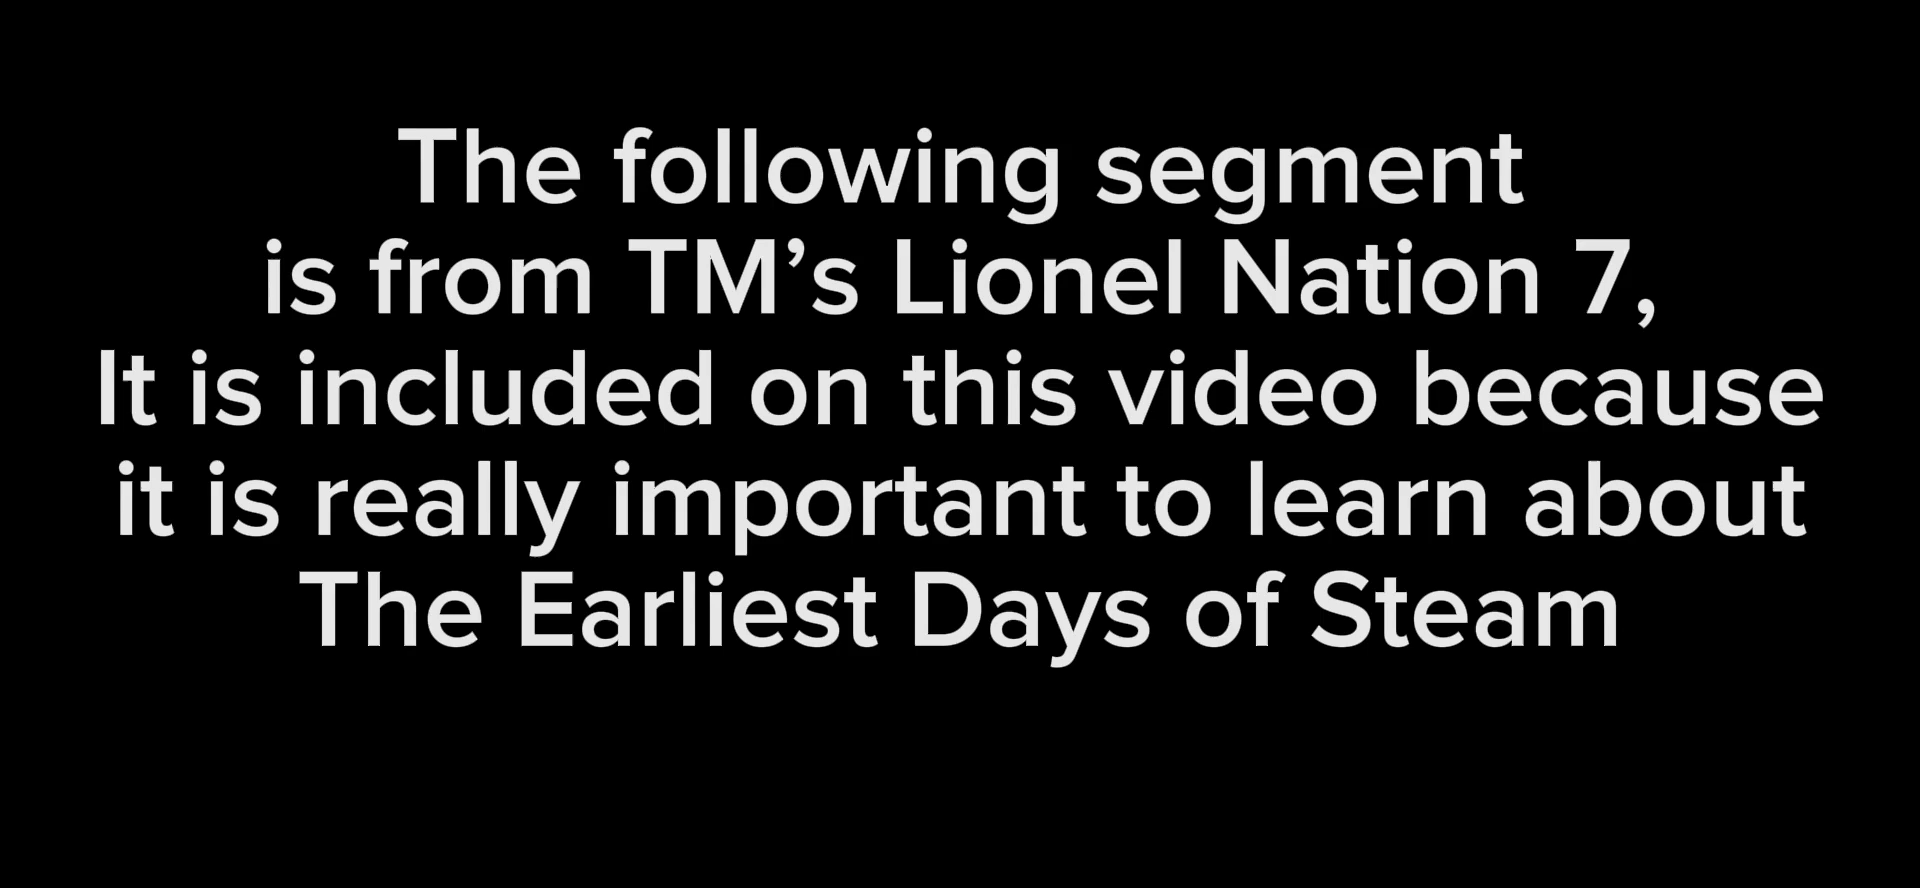 The following segment
is from TM’s Lionel Nation 7,
It is included on this video because
it is really important to learn about
The Earliest Days of Steam